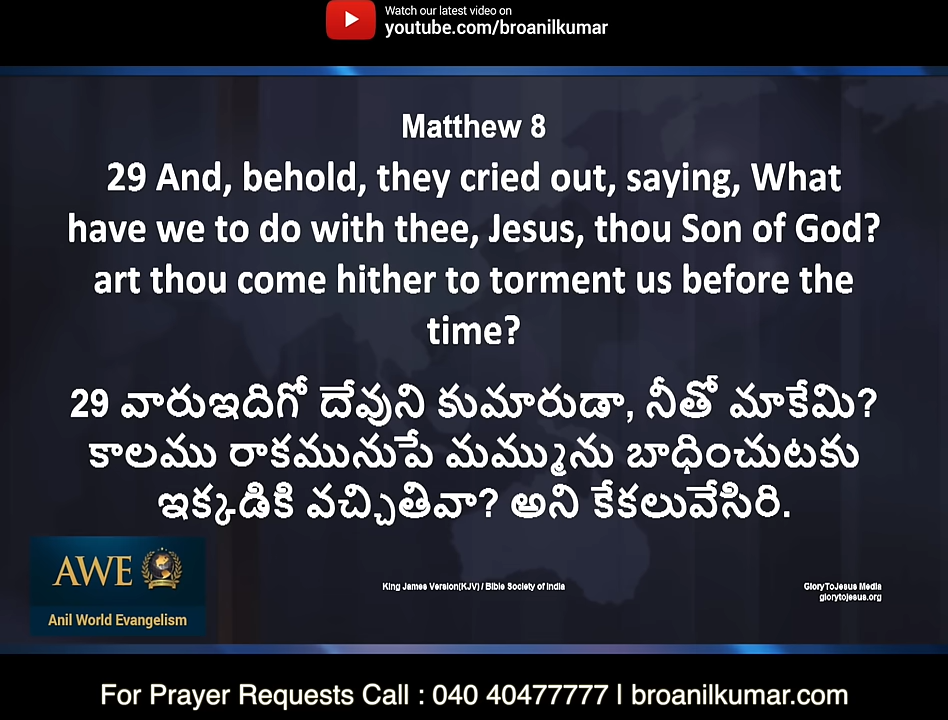 Watch our latest video on
youtube.com/broanilkumar
Matthew 8
29 And, behold, they cried out, saying, What
have we to do with thee, Jesus, thou Son of God?
art thou come hither to torment us before the
time?
29 వారుఇదిగో దేవుని కుమారుడా, నీతో మాకేమి?
కాలము రాకమునుపే మమ్మును బాధించుటకు
ఇక్కడికి వచ్చితివా? అని కేకలువేసిరి.
AWE
Anil World Evangelism
King James Version(KJV) / Bible Society of India
GloryToJesus Media
glorytojesus.org
For Prayer Requests Call : 040 40477777 l broanilkumar.com